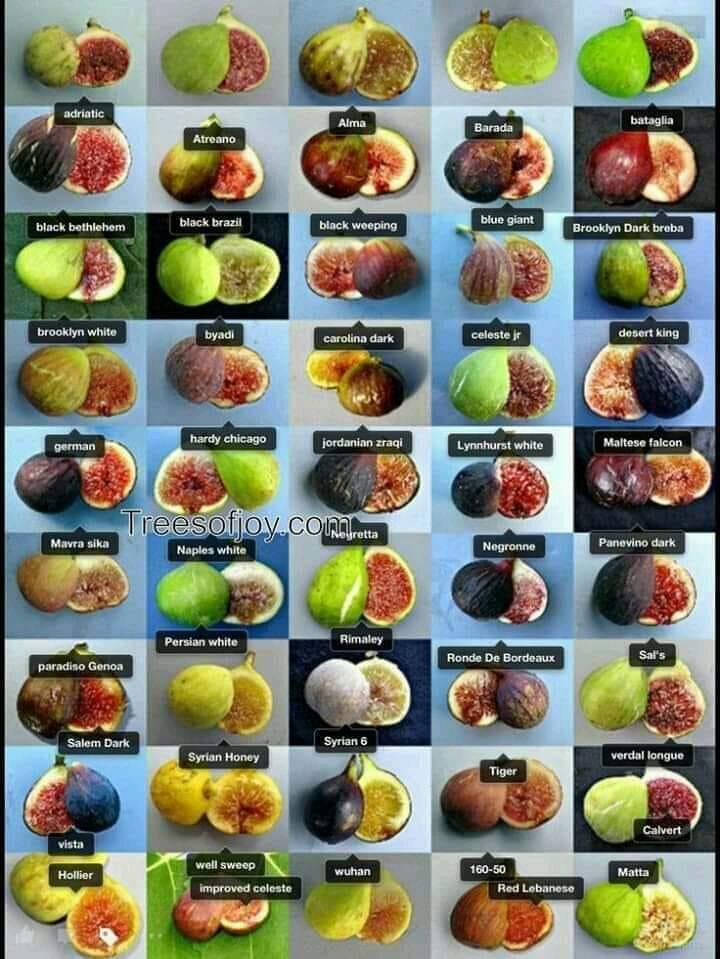 adriatic
Atreano
Alma
Barada
bataglia
black bethlehem
black brazil
black weeping
blue giant
Brooklyn Dark breba
brooklyn white
byadi
carolina dark
celeste jr
desert king
german
hardy chicago
jordanian zraqi
Lynnhurst white
Maltese falcon
Treesofjoy.com
Mavra sika
Naples white
Negretta
Negronne
Panevino dark
Persian white
Rimaley
paradiso Genoa
Ronde De Bordeaux
Sal's
Salem Dark
Syrian Honey
Syrian 6
Tiger
verdal longue
vista
Calvert
Hollier
well sweep
improved celeste
wuhan
160-50
Red Lebanese
Matta